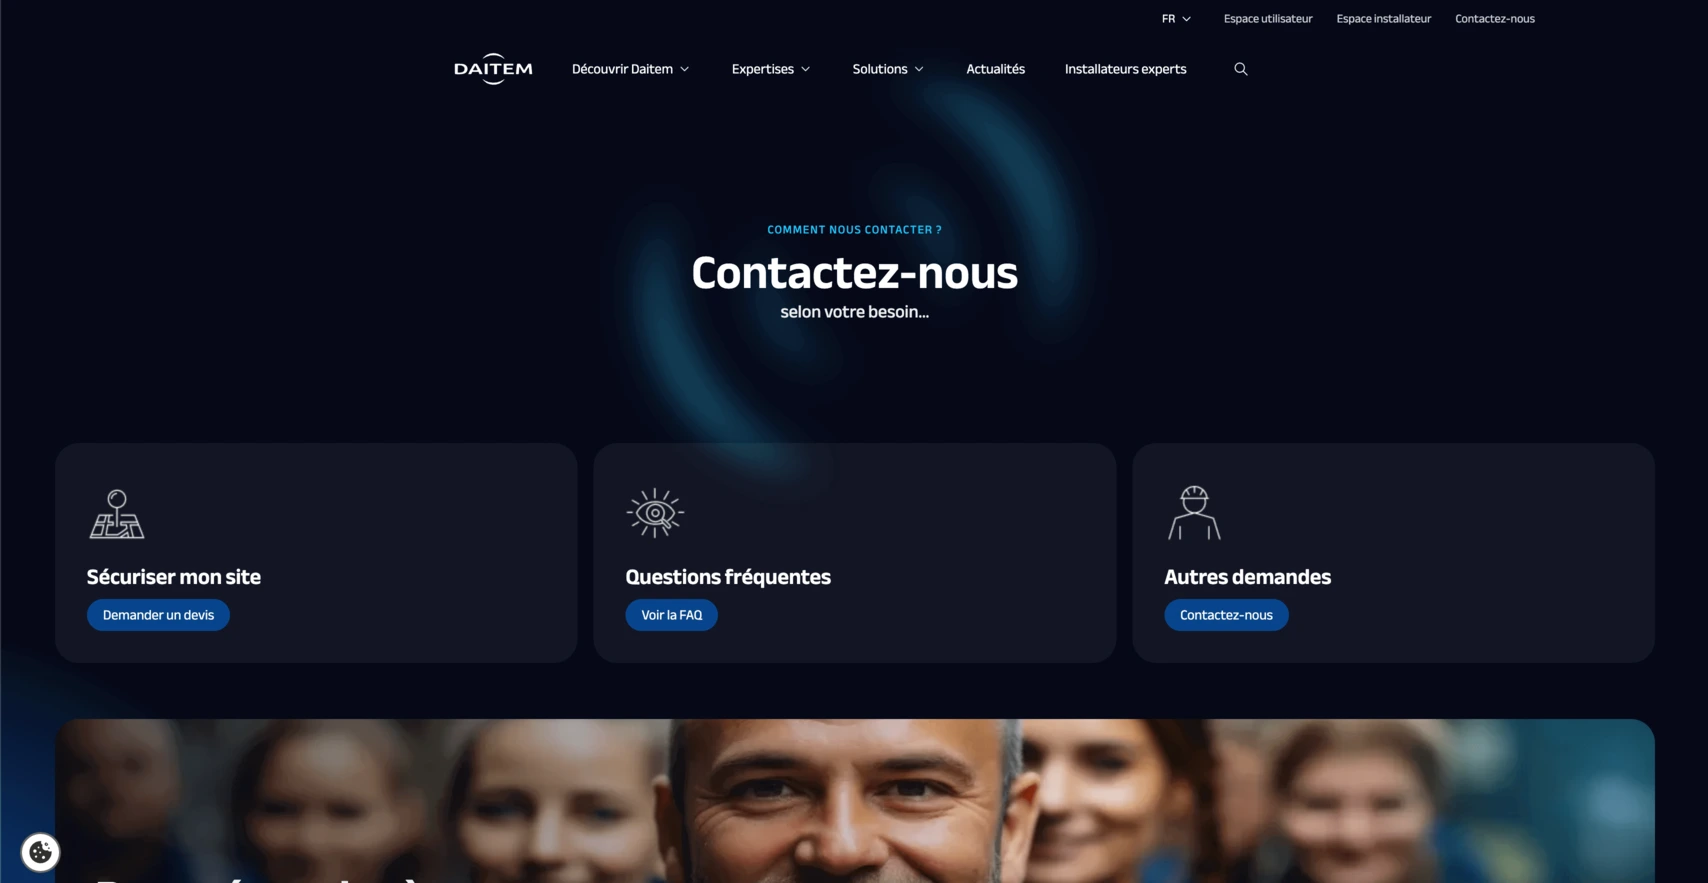 FR
Espace utilisateur
Espace installateur
Contactez-nous
DAITEM
Découvrir Daitem
Expertises
Solutions
Actualités
Installateurs experts
COMMENT NOUS CONTACTER ?
Contactez-nous
selon votre besoin...
Sécuriser mon site
Demander un devis
Questions fréquentes
Voir la FAQ
Autres demandes
Contactez-nous